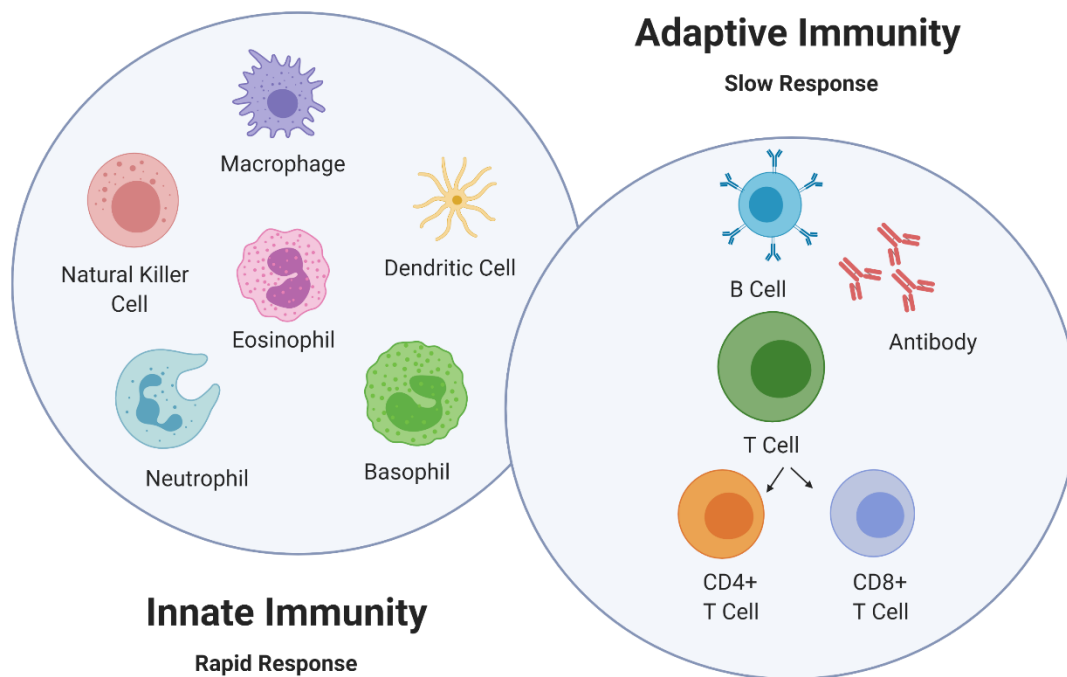 Adaptive Immunity
Slow Response
Macrophage
Natural Killer
Cell
Dendritic Cell
Eosinophil
Neutrophil
Basophil
B Cell
Antibody
T Cell
CD4+
T Cell
CD8+
T Cell
Innate Immunity
Rapid Response